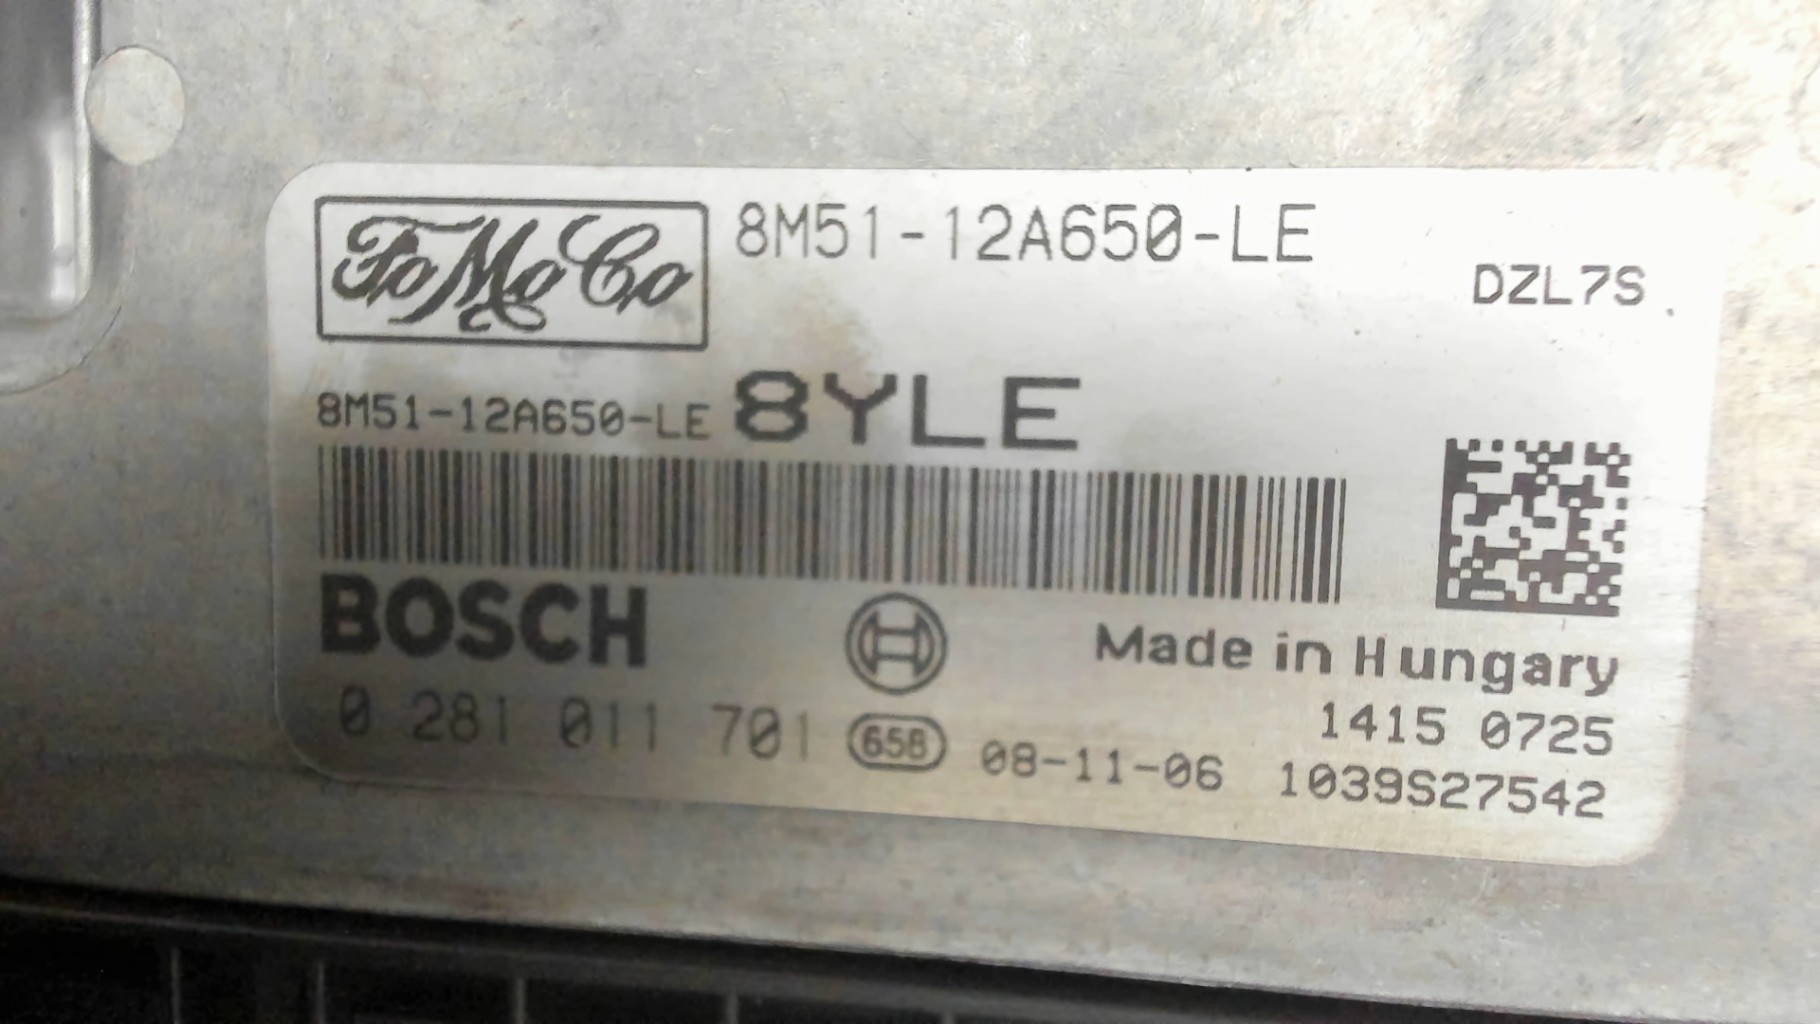 FoMoCo 8M51-12A650-LE
DZL7S
8M51-12A650-LE 8YLE
BOSCH
Made in Hungary
0 281 011 701 658 08-11-06
1415 0725
1039S27542